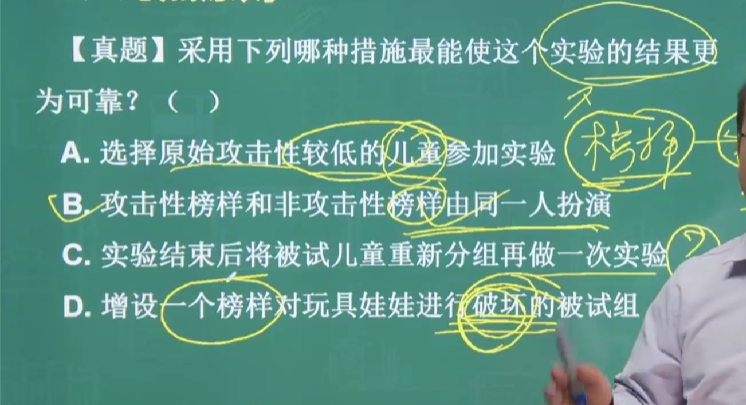 【真题】采用下列哪种措施最能使这个实验的结果更
为可靠？（ ）
A. 选择原始攻击性较低的儿童参加实验
榜样
B. 攻击性榜样和非攻击性榜样由同一人扮演
C. 实验结束后将被试儿童重新分组再做一次实验
?
D. 增设一个榜样对玩具娃娃进行破坏的被试组